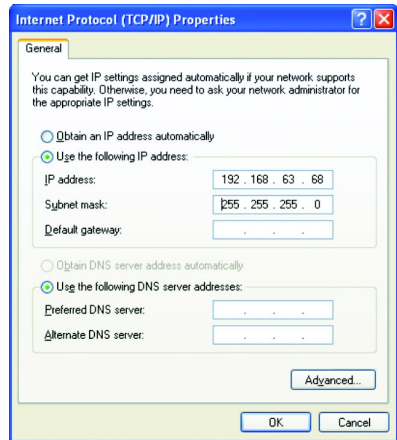 Internet Protocol (TCP/IP) Properties
General
You can get IP settings assigned automatically if your network supports
this capability. Otherwise, you need to ask your network administrator for
the appropriate IP settings.
Obtain an IP address automatically
Use the following IP address:
IP address: 192 . 168 . 63 . 68
Subnet mask: 255 . 255 . 255 . 0
Default gateway: . . .
Obtain DNS server address automatically
Use the following DNS server addresses:
Preferred DNS server: . . .
Alternate DNS server: . . .
Advanced...
OK Cancel